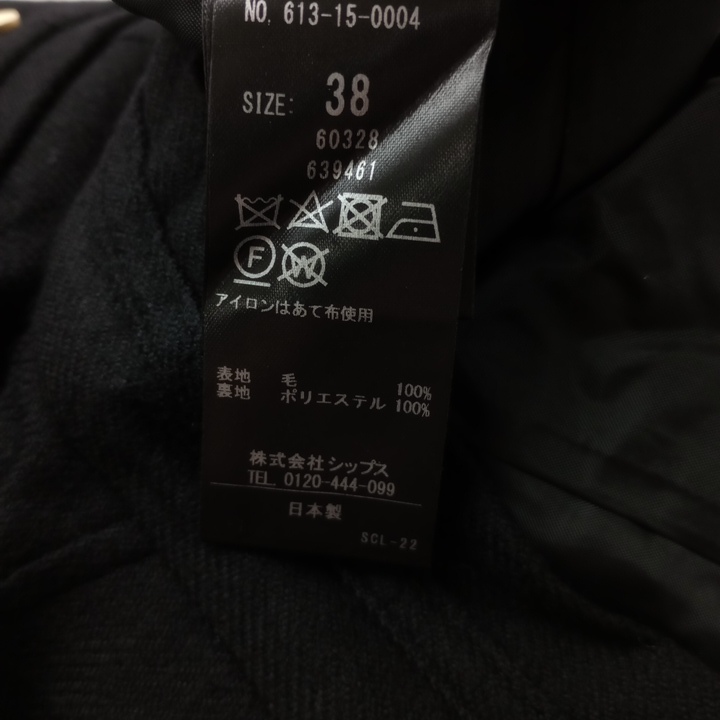 NO. 613-15-0004
SIZE: 38
60328
639461
F W
アイロンはあて布使用
表地 毛 100%
裏地 ポリエステル 100%
株式会社シップス
TEL. 0120-444-099
日本製
SCL-22